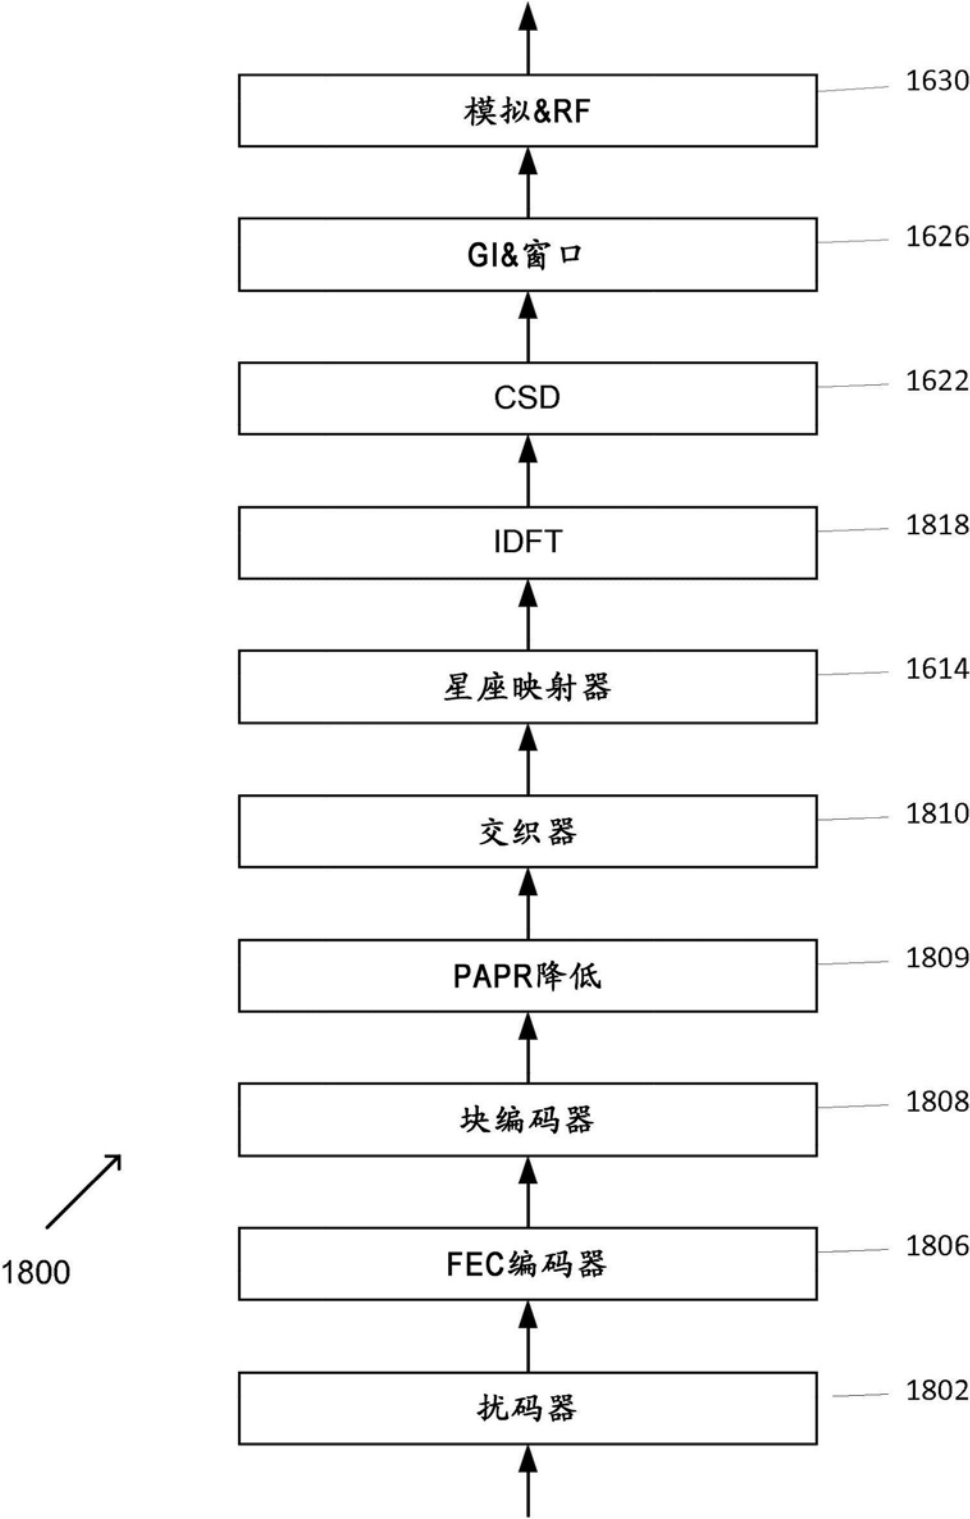 1630
模拟&RF
1626
GI&窗口
1622
CSD
1818
IDFT
1614
星座映射器
1810
交织器
1809
PAPR降低
1808
块编码器
1806
FEC编码器
1800
1802
扰码器